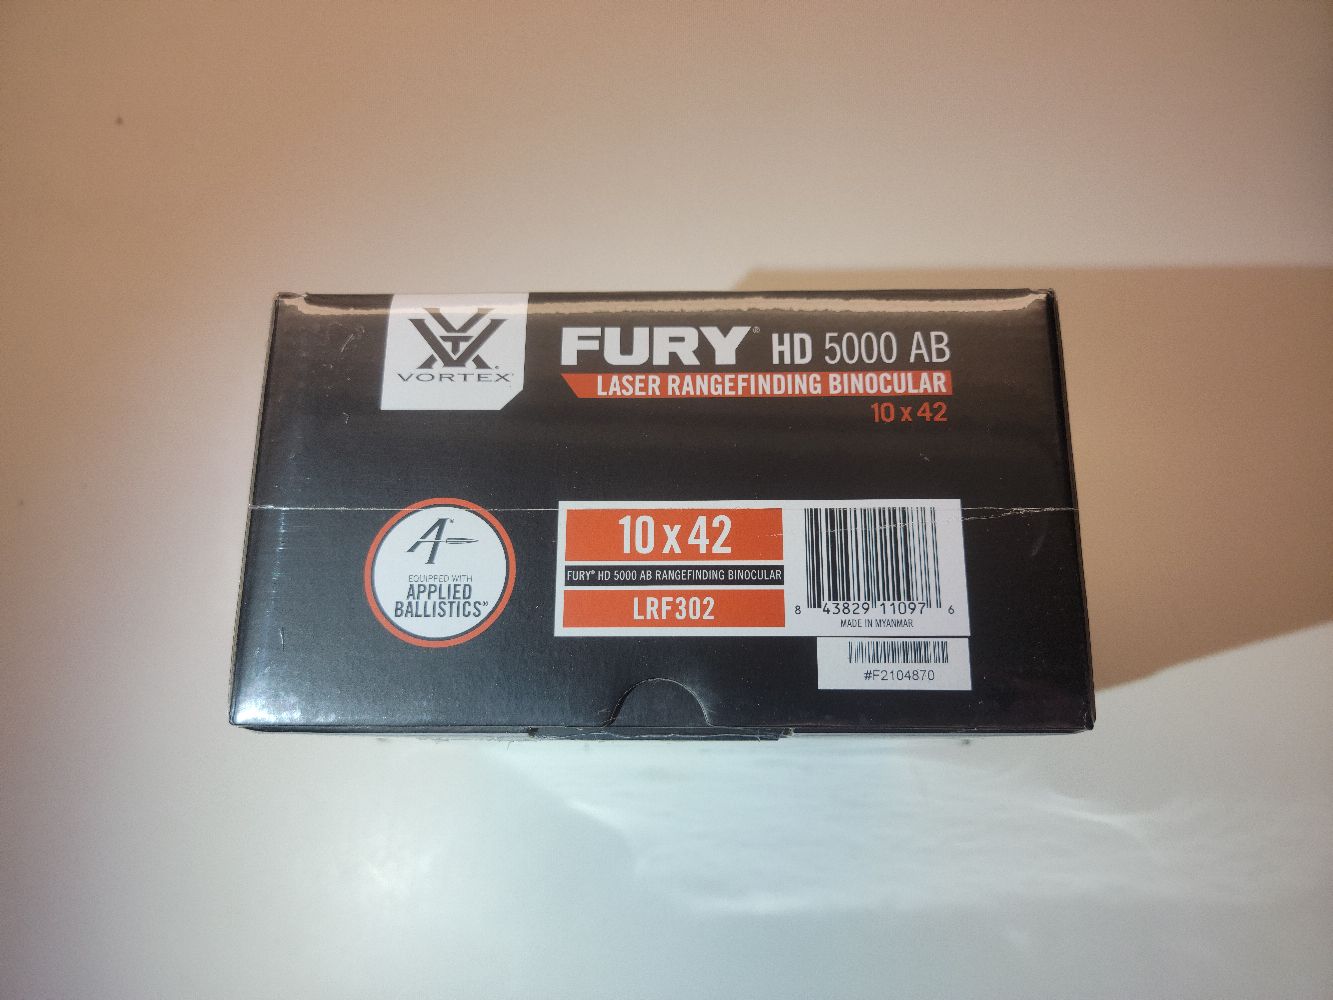 VORTEX®
FURY® HD 5000 AB
LASER RANGEFINDING BINOCULAR
10 x 42
A
EQUIPPED WITH
APPLIED
BALLISTICS
10 x 42
FURY® HD 5000 AB RANGEFINDING BINOCULAR
LRF302
8 43829 11097 6
MADE IN MYANMAR
#F2104870